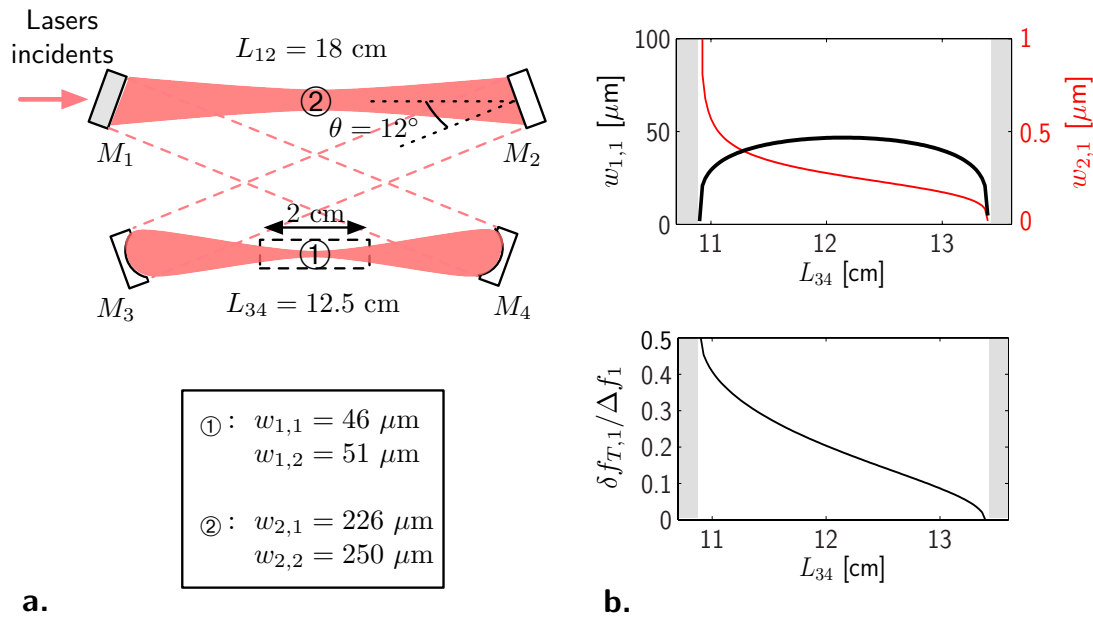 Lasers
incidents
L₁₂ = 18 cm
②
θ = 12°
M₁
M₂
2 cm
①
M₃
L₃₄ = 12.5 cm
M₄
① : w₁,₁ = 46 μm
w₁,₂ = 51 μm
② : w₂,₁ = 226 μm
w₂,₂ = 250 μm
a.
100
50
0
w₁,₁ [μm]
1
0.5
0
w₂,₁ [μm]
11 12 13
L₃₄ [cm]
0.5
0.4
0.3
0.2
0.1
0
δf_T,₁/Δf₁
11 12 13
L₃₄ [cm]
b.